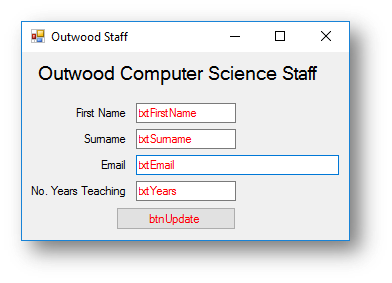 Outwood Staff
Outwood Computer Science Staff
First Name txtFirstName
Surname txtSurname
Email txtEmail
No. Years Teaching txtYears
btnUpdate